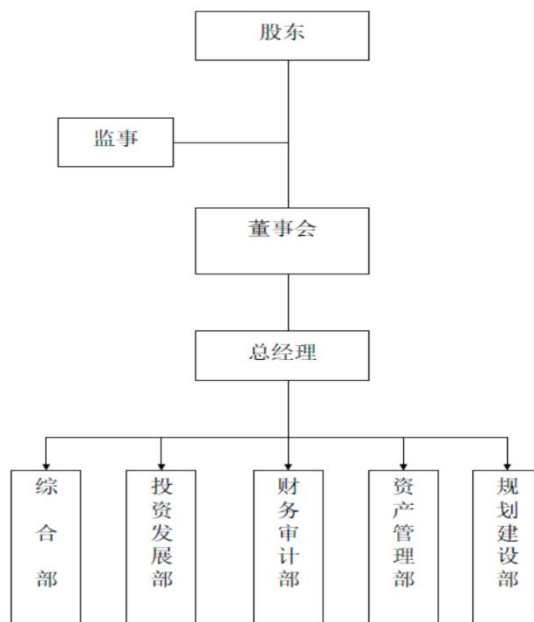 股东
监事
董事会
总经理
综合部
投资发展部
财务审计部
资产管理部
规划建设部